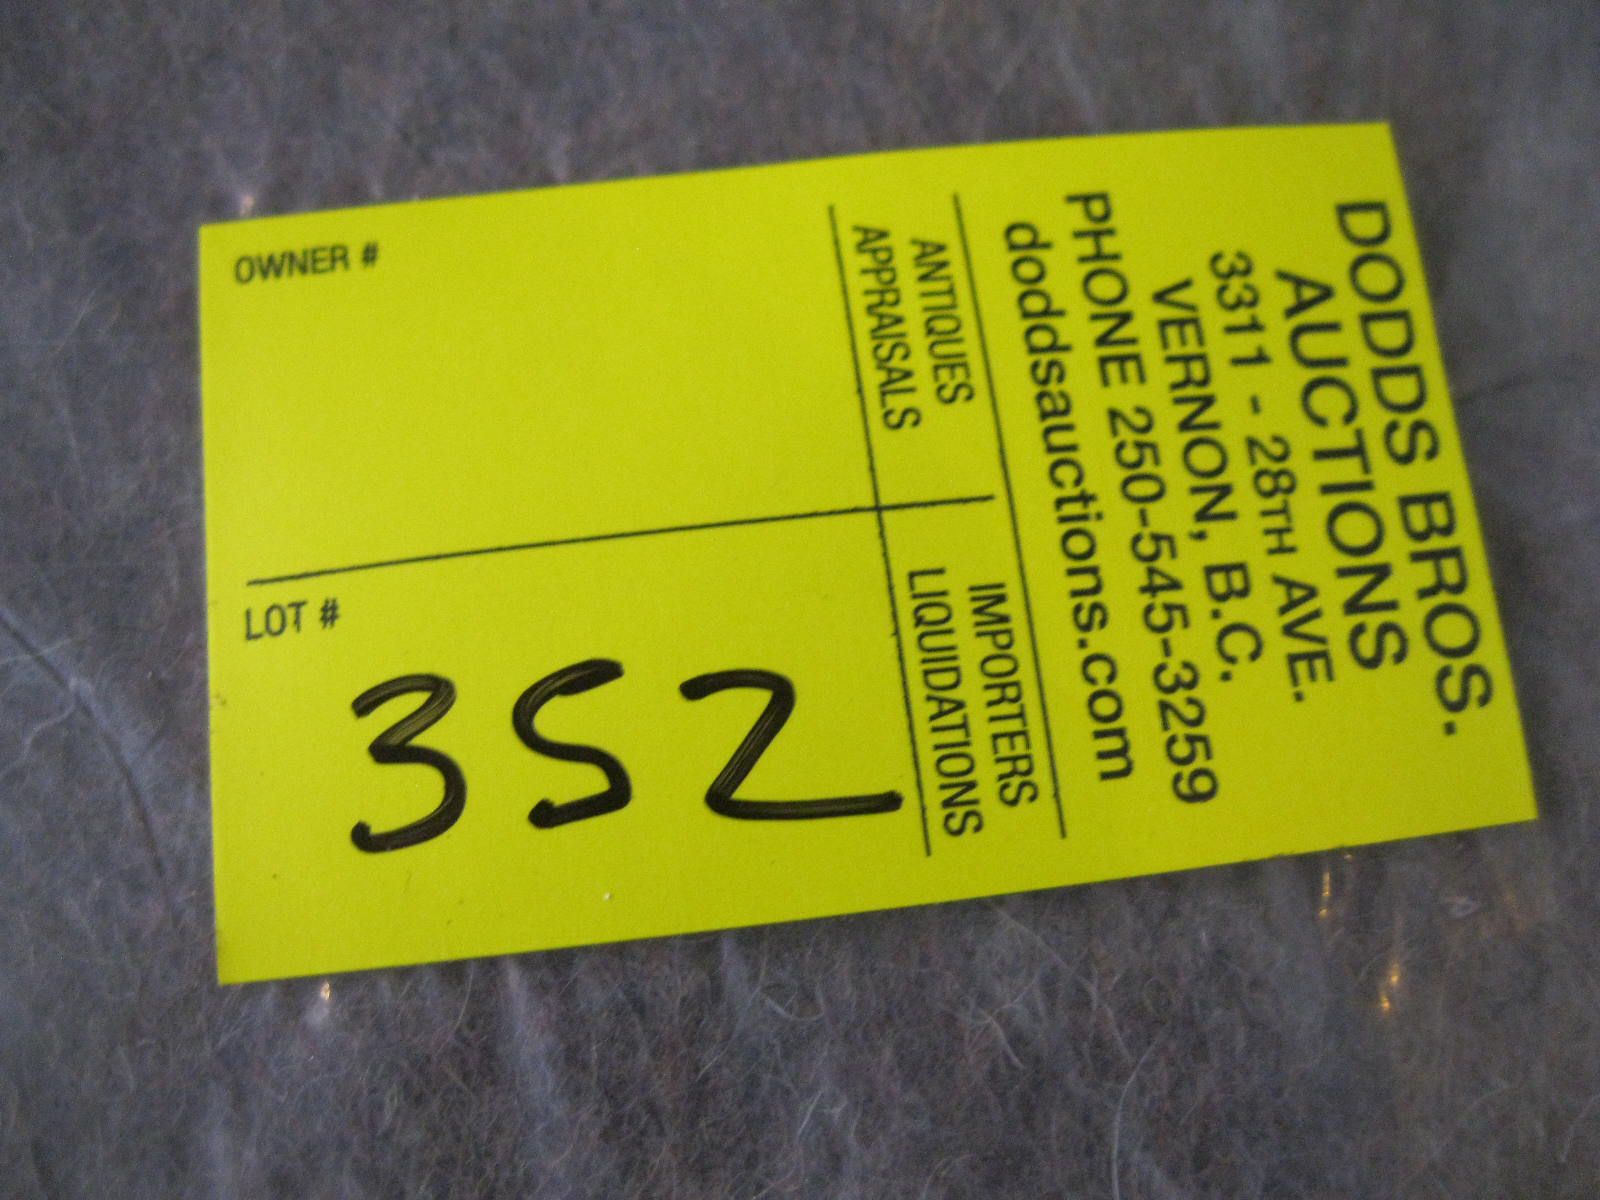 DODDS BROS.
AUCTIONS
3311 - 28TH AVE.
VERNON, B.C.
PHONE 250-545-3259
doddsauctions.com
ANTIQUES
APPRAISALS
IMPORTERS
LIQUIDATIONS
OWNER #
LOT #
352